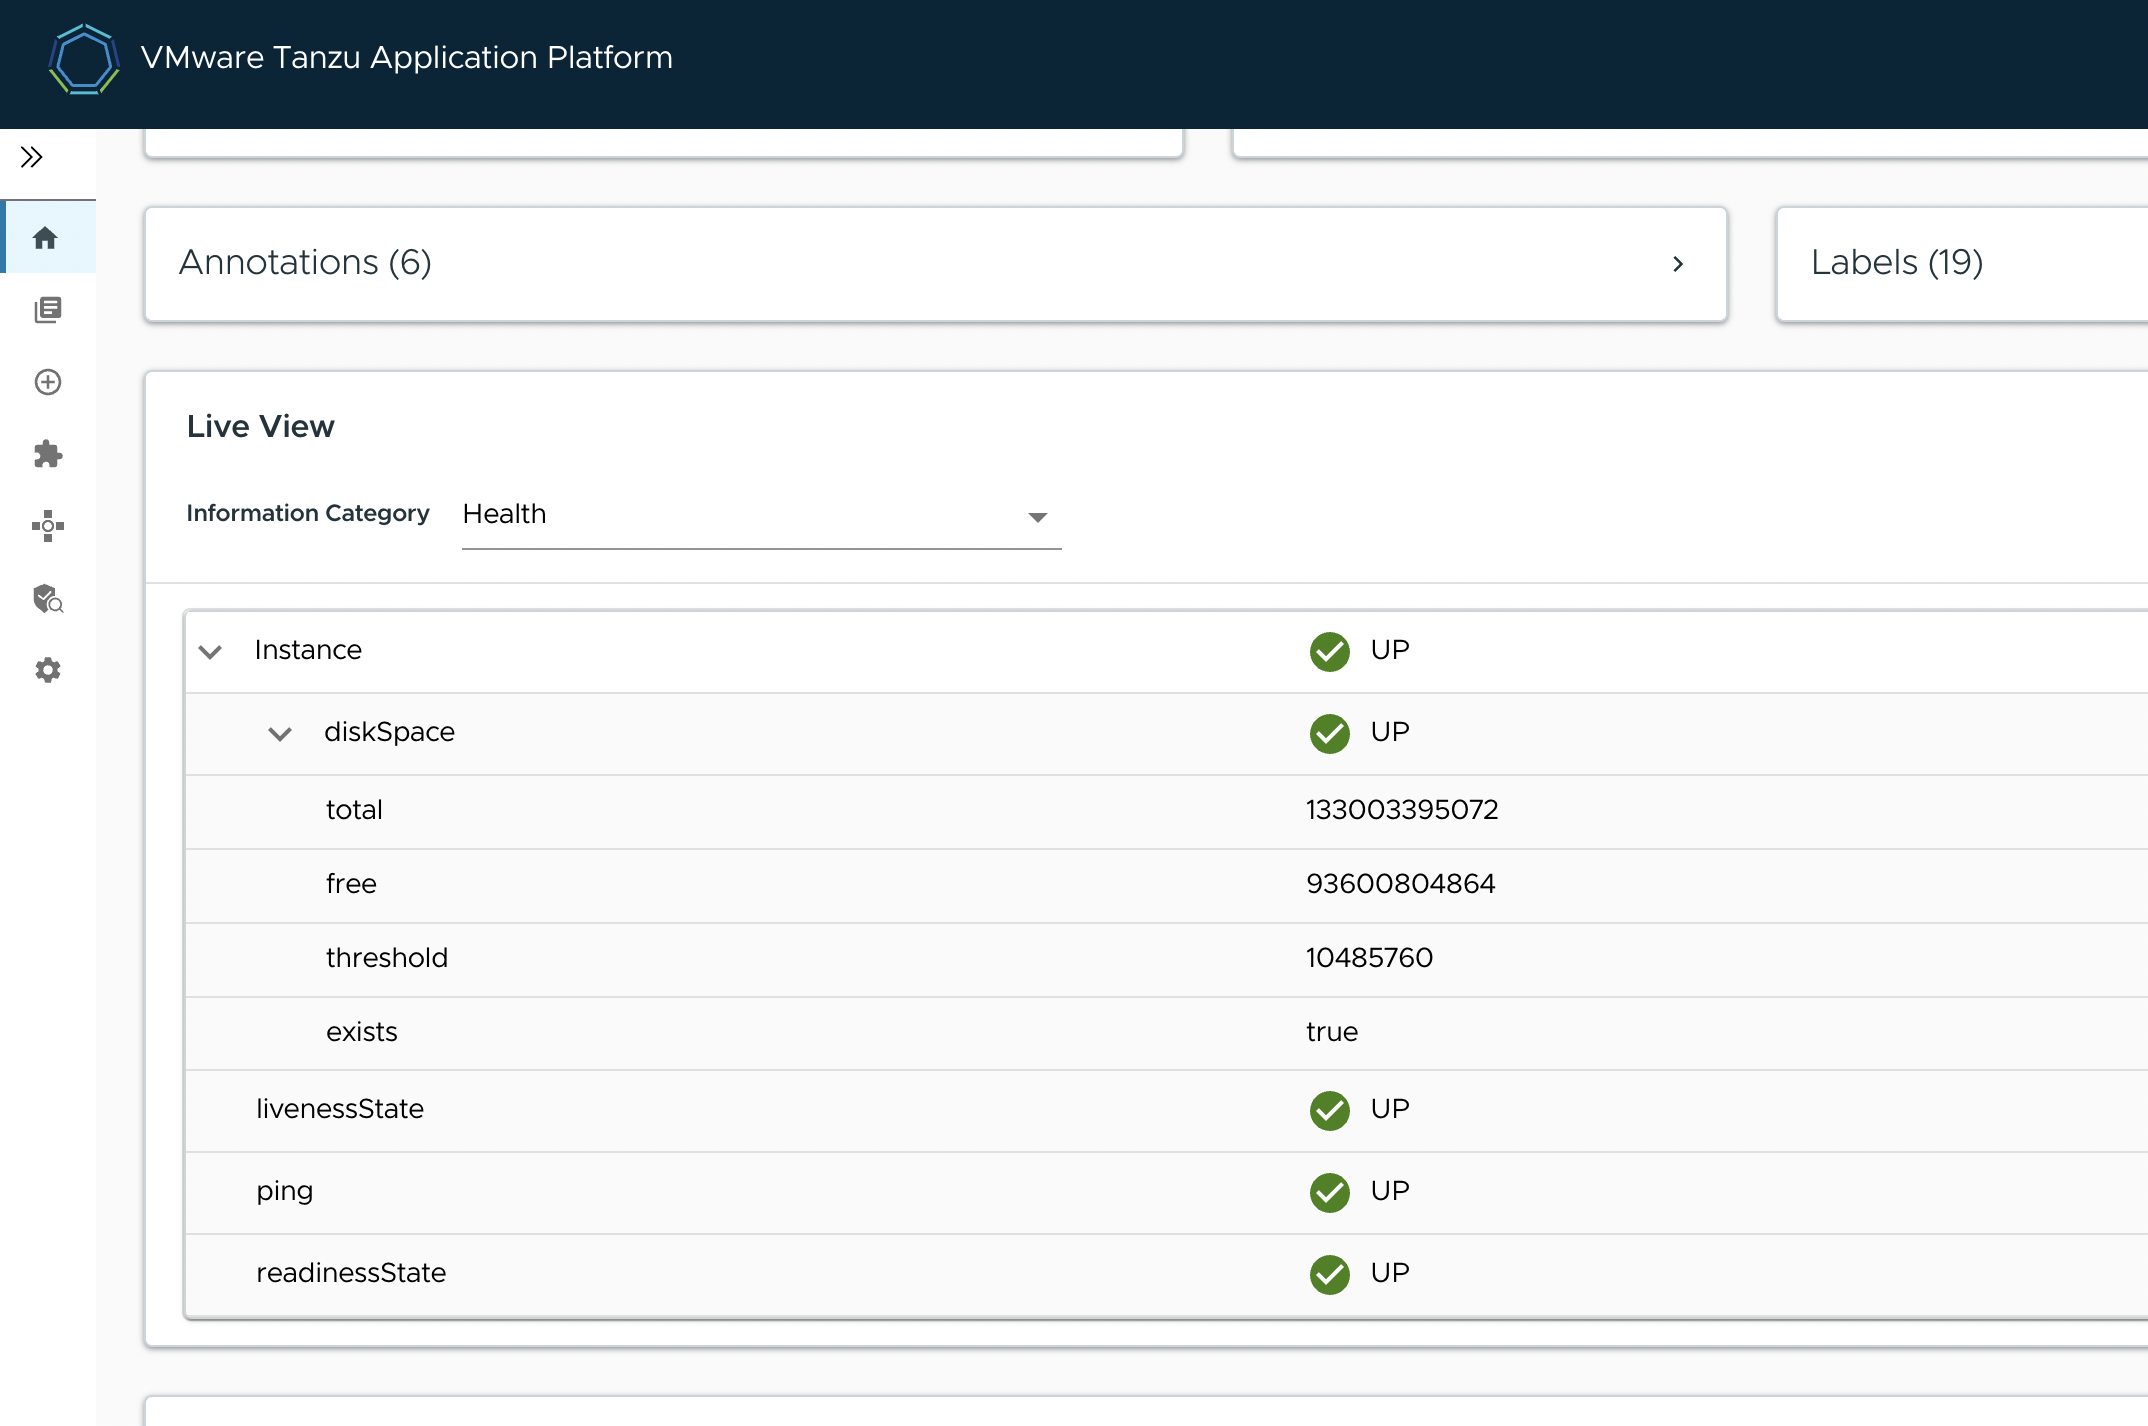 VMware Tanzu Application Platform
Annotations (6)
Labels (19)
Live View
Information Category Health
Instance UP
diskSpace UP
total 133003395072
free 93600804864
threshold 10485760
exists true
livenessState UP
ping UP
readinessState UP